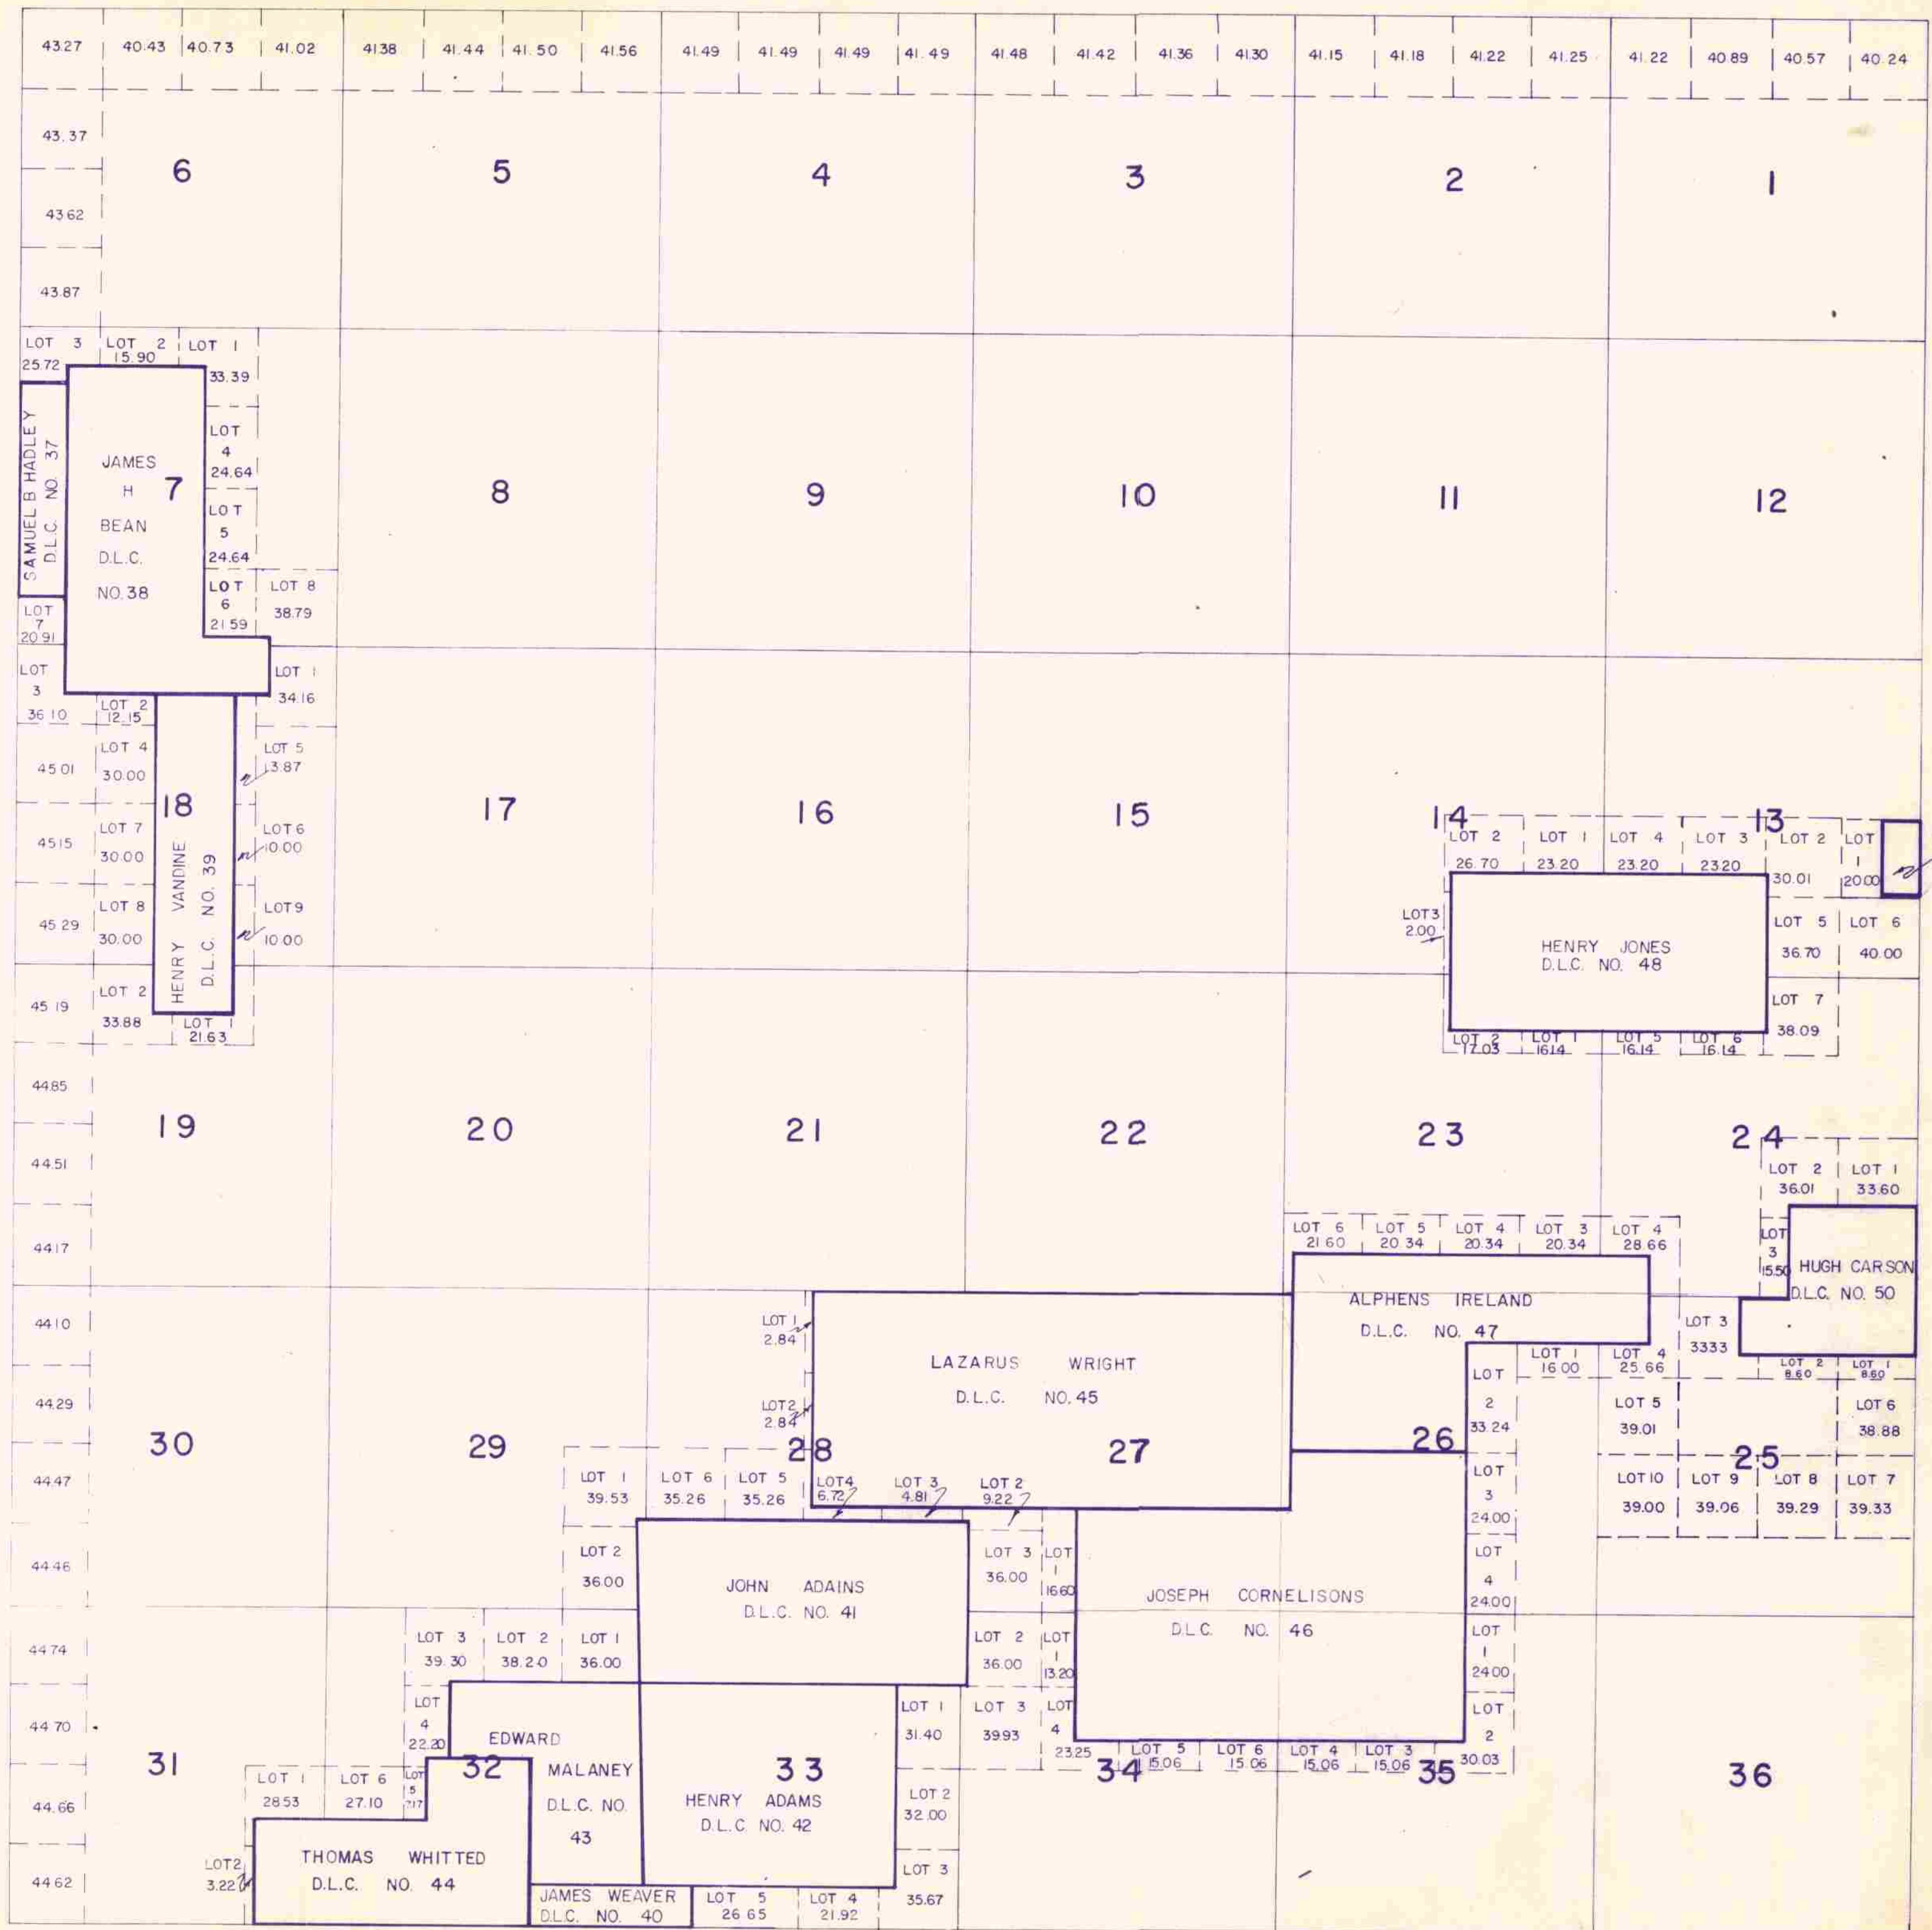 43.27 40.43 40.73 41.02 41.38 41.44 41.50 41.56 41.49 41.49 41.49 41.49 41.48 41.42 41.36 41.30 41.15 41.18 41.22 41.25 41.22 40.89 40.57 40.24
43.37
6 5 4 3 2 1
43.62
43.87
LOT 3 LOT 2 LOT 1
25.72 15.90 33.39
SAMUEL B HADLEY
D.L.C. NO. 37
JAMES
H
BEAN
D.L.C.
NO. 38
LOT
4
24.64
LOT
5
24.64
7 8 9 10 11 12
LOT
6
21.59
LOT 8
38.79
LOT
7
20.91
LOT
3
36.10
LOT 2
12.15
LOT 1
34.16
45.01
LOT 4
30.00
LOT 5
13.87
18 17 16 15 14 13
45.15
LOT 7
30.00
HENRY VANDINE
D.L.C. NO. 39
LOT 6
10.00
45.29
LOT 8
30.00
LOT 9
10.00
LOT 2 LOT 1 LOT 4 LOT 3 LOT 2 LOT
26.70 23.20 23.20 23.20 30.01 1
20.00
LOT 3
2.00
HENRY JONES
D.L.C. NO. 48
LOT 5 LOT 6
36.70 40.00
45.19
LOT 2
33.88
LOT 1
21.63
LOT 7
38.09
LOT 2 LOT 1 LOT 5 LOT 6
17.03 16.14 16.14 16.14
44.85
19 20 21 22 23 24
44.51
LOT 2 LOT 1
36.01 33.60
44.17
LOT 6 LOT 5 LOT 4 LOT 3 LOT 4
21.60 20.34 20.34 20.34 28.66
LOT
3
15.50
HUGH CARSON
D.L.C. NO. 50
44.10
LOT 1
2.84
LAZARUS WRIGHT
D.L.C. NO. 45
ALPHENS IRELAND
D.L.C. NO. 47
LOT 3
33.33
LOT 1 LOT 4
16.00 25.66
LOT 2 LOT 1
8.60 8.60
44.29
LOT 2
2.84
LOT
2
33.24
LOT 5
39.01
LOT 6
38.88
30 29 28 27 26 25
44.47
LOT 1 LOT 6 LOT 5 LOT 4 LOT 3 LOT 2
39.53 35.26 35.26 6.72 4.81 9.22
LOT
3
24.00
LOT 10 LOT 9 LOT 8 LOT 7
39.00 39.06 39.29 39.33
44.46
LOT 2
36.00
JOHN ADAINS
D.L.C. NO. 41
LOT 3
36.00
LOT
1
16.60
JOSEPH CORNELISONS
D.L.C. NO. 46
LOT
4
24.00
44.74
LOT 3 LOT 2 LOT 1
39.30 38.20 36.00
LOT 2
36.00
LOT
1
13.20
LOT
1
24.00
44.70
LOT
4
22.20
EDWARD
MALANEY
D.L.C. NO.
43
LOT 1
31.40
LOT 3
39.93
LOT
4
23.25
LOT
2
30.03
LOT 5 LOT 6 LOT 4 LOT 3
15.06 15.06 15.06 15.06
31 32 33 34 35 36
44.66
LOT 1 LOT 6 LOT
28.53 27.10 5
7.17
HENRY ADAMS
D.L.C. NO. 42
LOT 2
32.00
44.62
LOT 2
3.22
THOMAS WHITTED
D.L.C. NO. 44
JAMES WEAVER
D.L.C. NO. 40
LOT 5 LOT 4
26.65 21.92
LOT 3
35.67